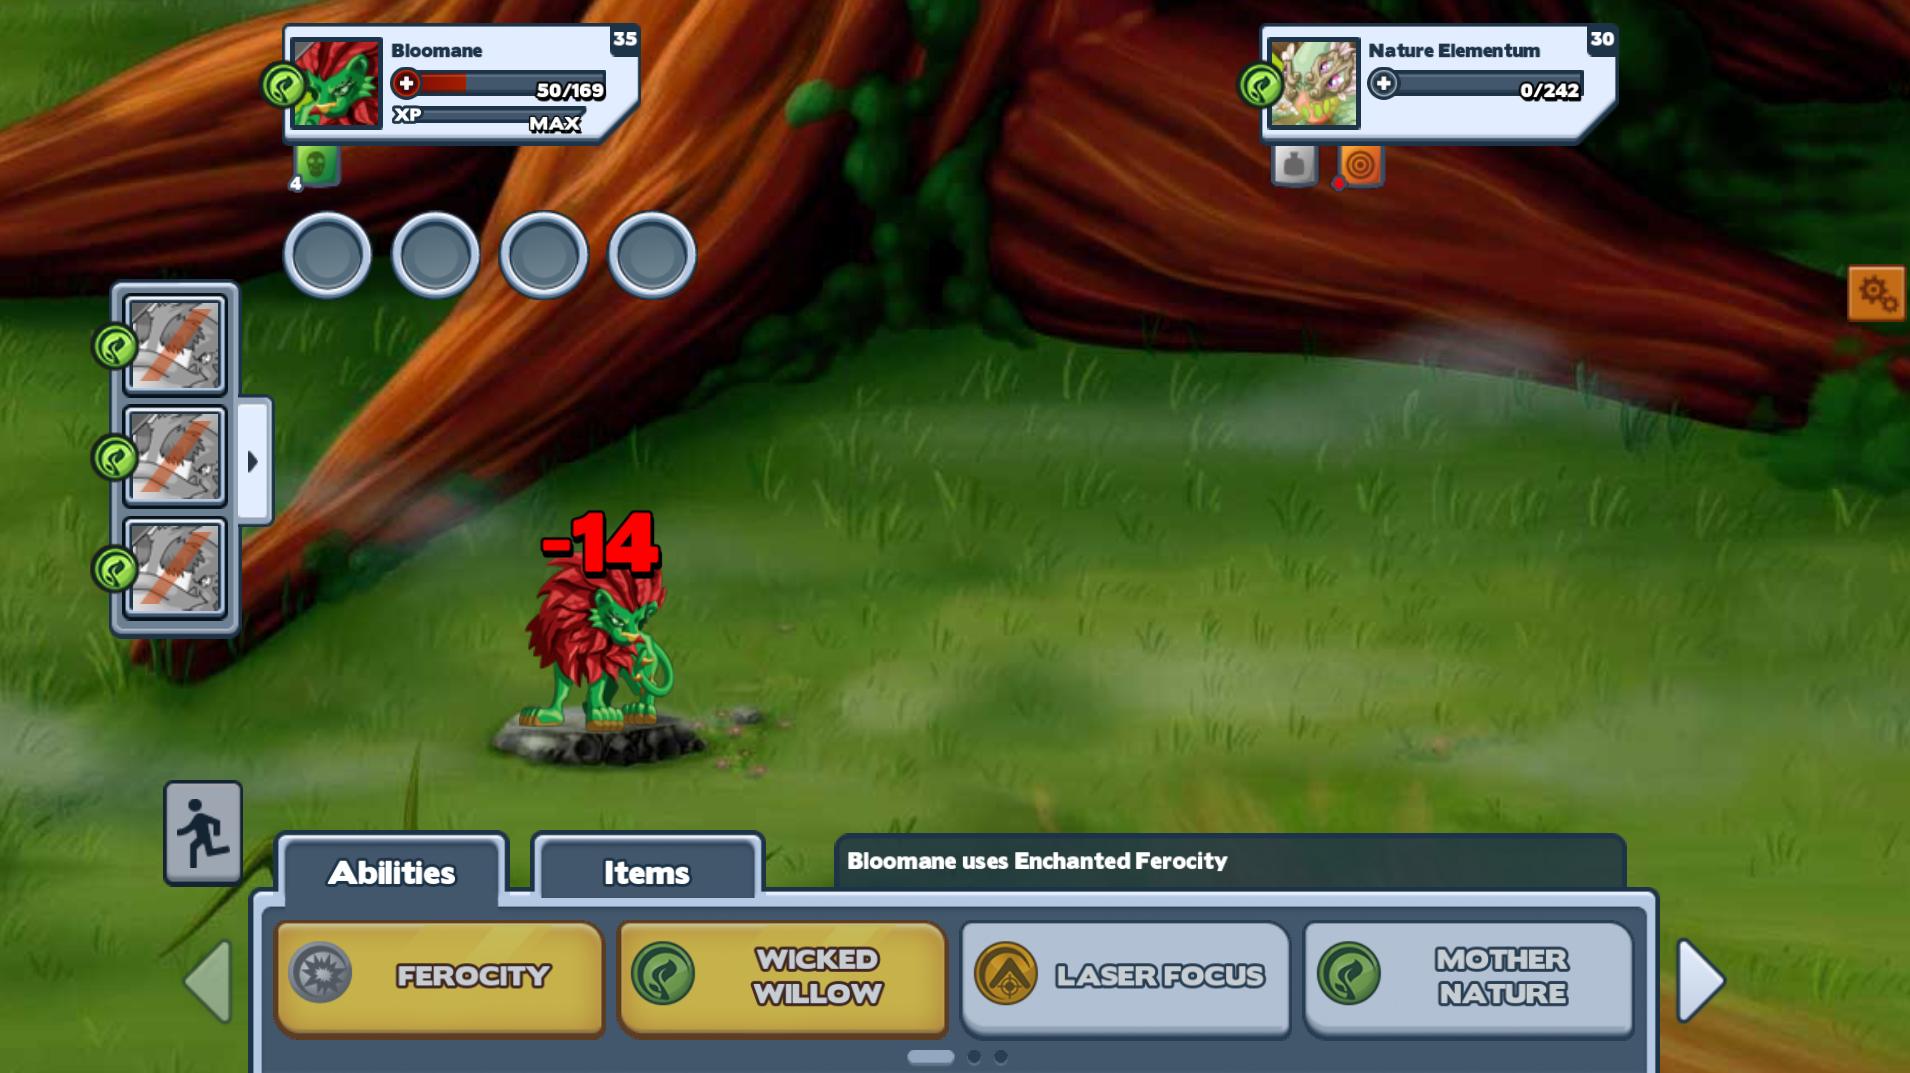 Bloomane
35
50/169
XP
MAX
4
Nature Elementum
30
0/242
-14
Abilities
Items
Bloomane uses Enchanted Ferocity
FEROCITY
WICKED
WILLOW
LASER FOCUS
MOTHER
NATURE